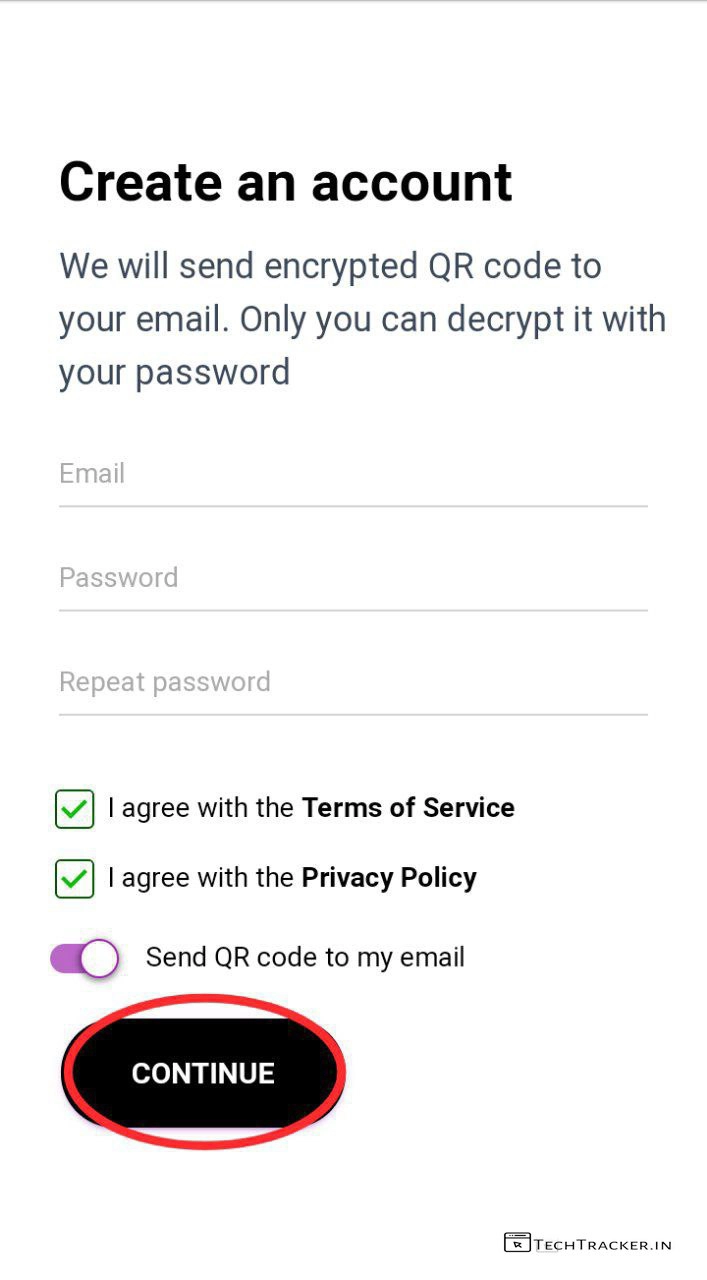 Create an account
We will send encrypted QR code to
your email. Only you can decrypt it with
your password
Email
Password
Repeat password
I agree with the Terms of Service
I agree with the Privacy Policy
Send QR code to my email
CONTINUE
TECHTRACKER.IN